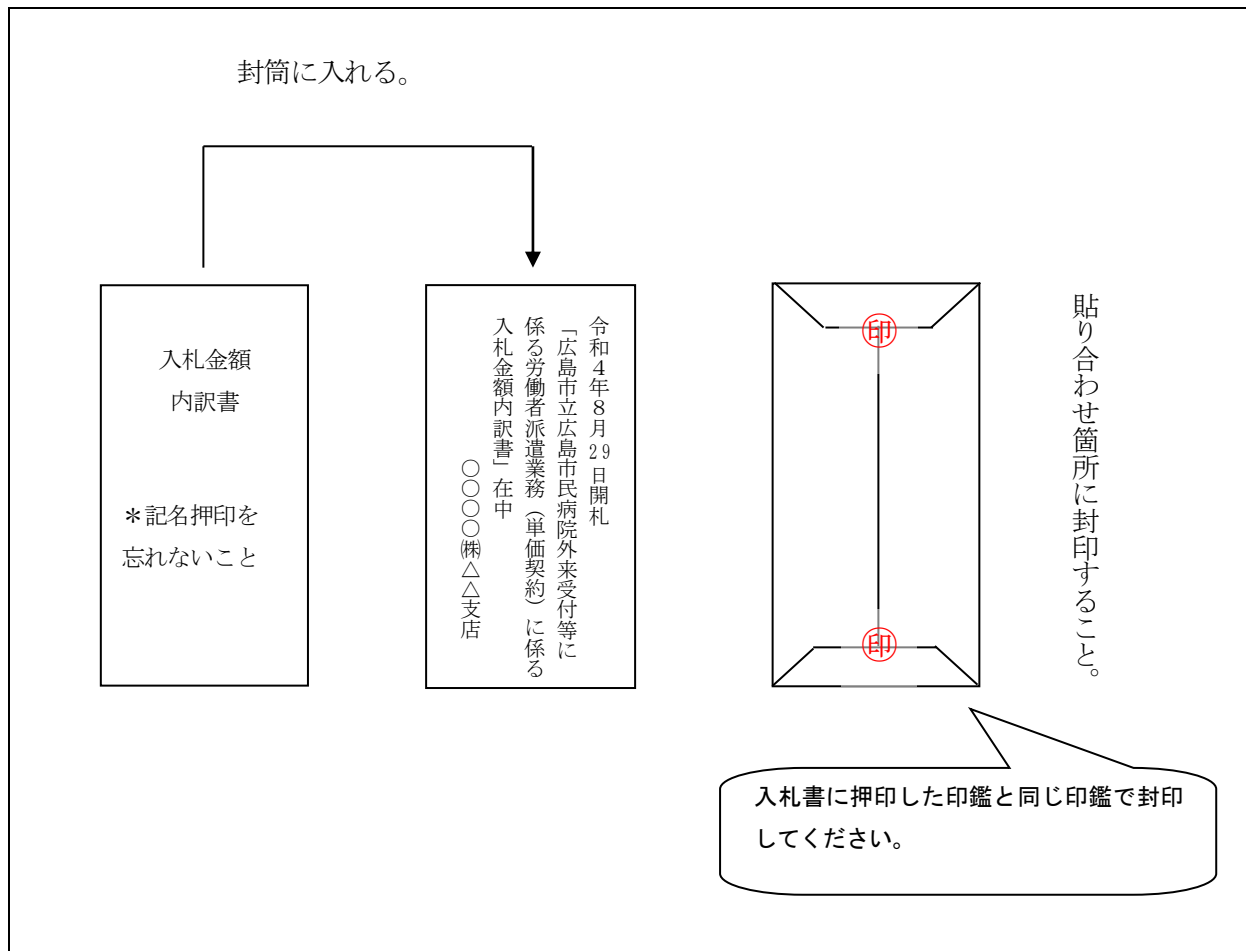 封筒に入れる。
入札金額
内訳書
＊記名押印を
忘れないこと
令和４年８月29日開札
「広島市立広島市民病院外来受付等に
係る労働者派遣業務（単価契約）に係る
入札金額内訳書」在中
〇〇〇〇㈱△△支店
印
印
貼り合わせ箇所に封印すること。
入札書に押印した印鑑と同じ印鑑で封印
してください。